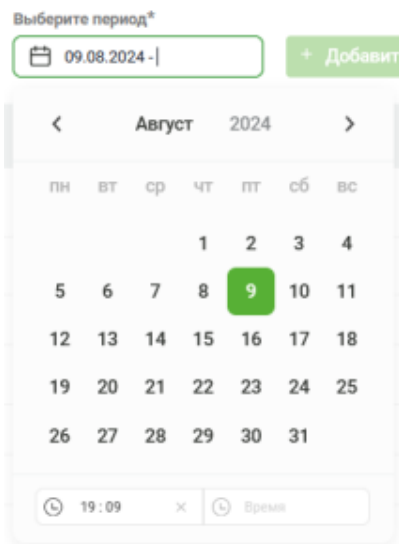 Выберите период*
09.08.2024 -
+ Добавит
Август 2024
пн вт ср чт пт сб вс
1 2 3 4
5 6 7 8 9 10 11
12 13 14 15 16 17 18
19 20 21 22 23 24 25
26 27 28 29 30 31
19 : 09 × Время